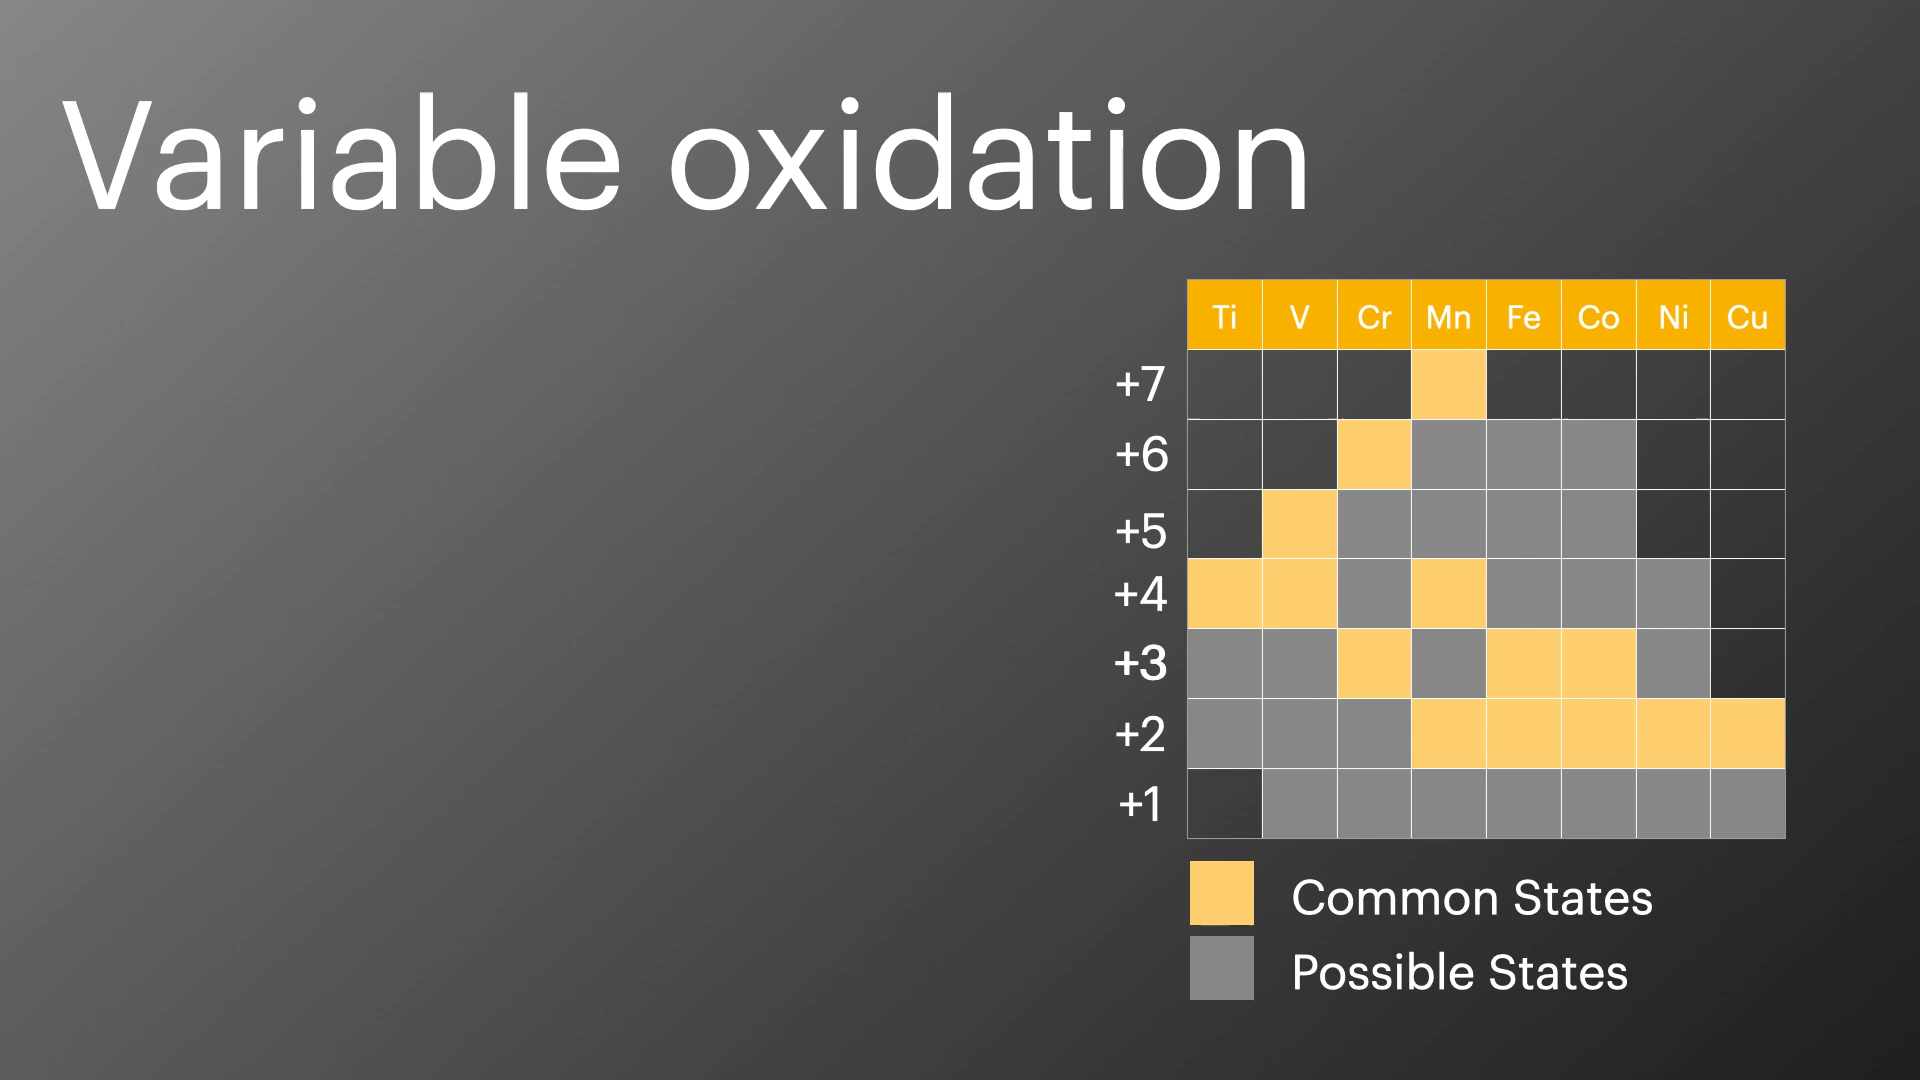 Variable oxidation
Ti V Cr Mn Fe Co Ni Cu
+7
+6
+5
+4
+3
+2
+1
Common States
Possible States